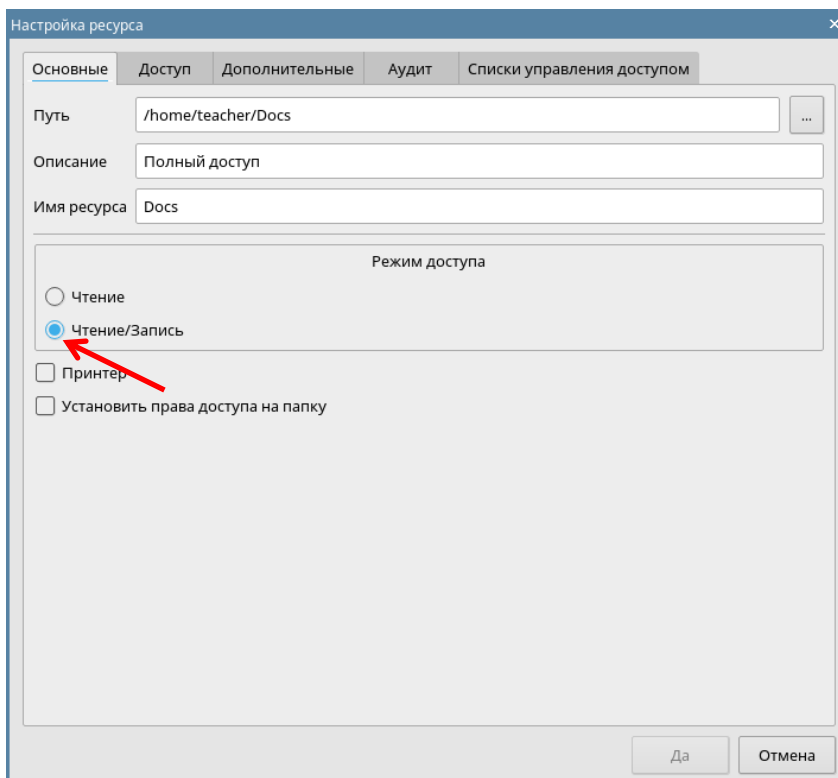 Настройка ресурса
Основные Доступ Дополнительные Аудит Списки управления доступом
Путь /home/teacher/Docs ...
Описание Полный доступ
Имя ресурса Docs
Режим доступа
Чтение
Чтение/Запись
Принтер
Установить права доступа на папку
Да Отмена